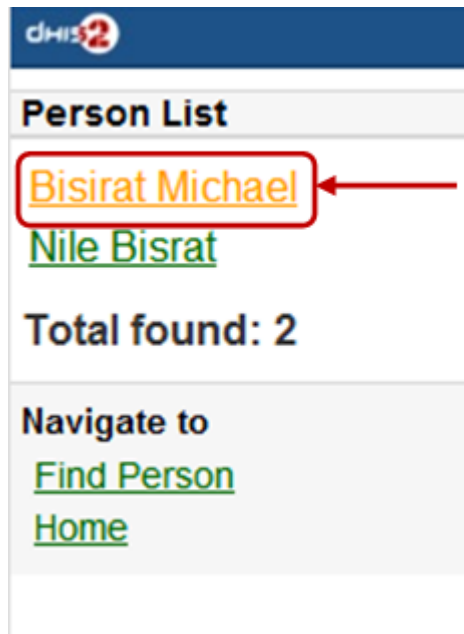 dHIS2
Person List
Bisirat Michael
Nile Bisrat
Total found: 2
Navigate to
Find Person
Home